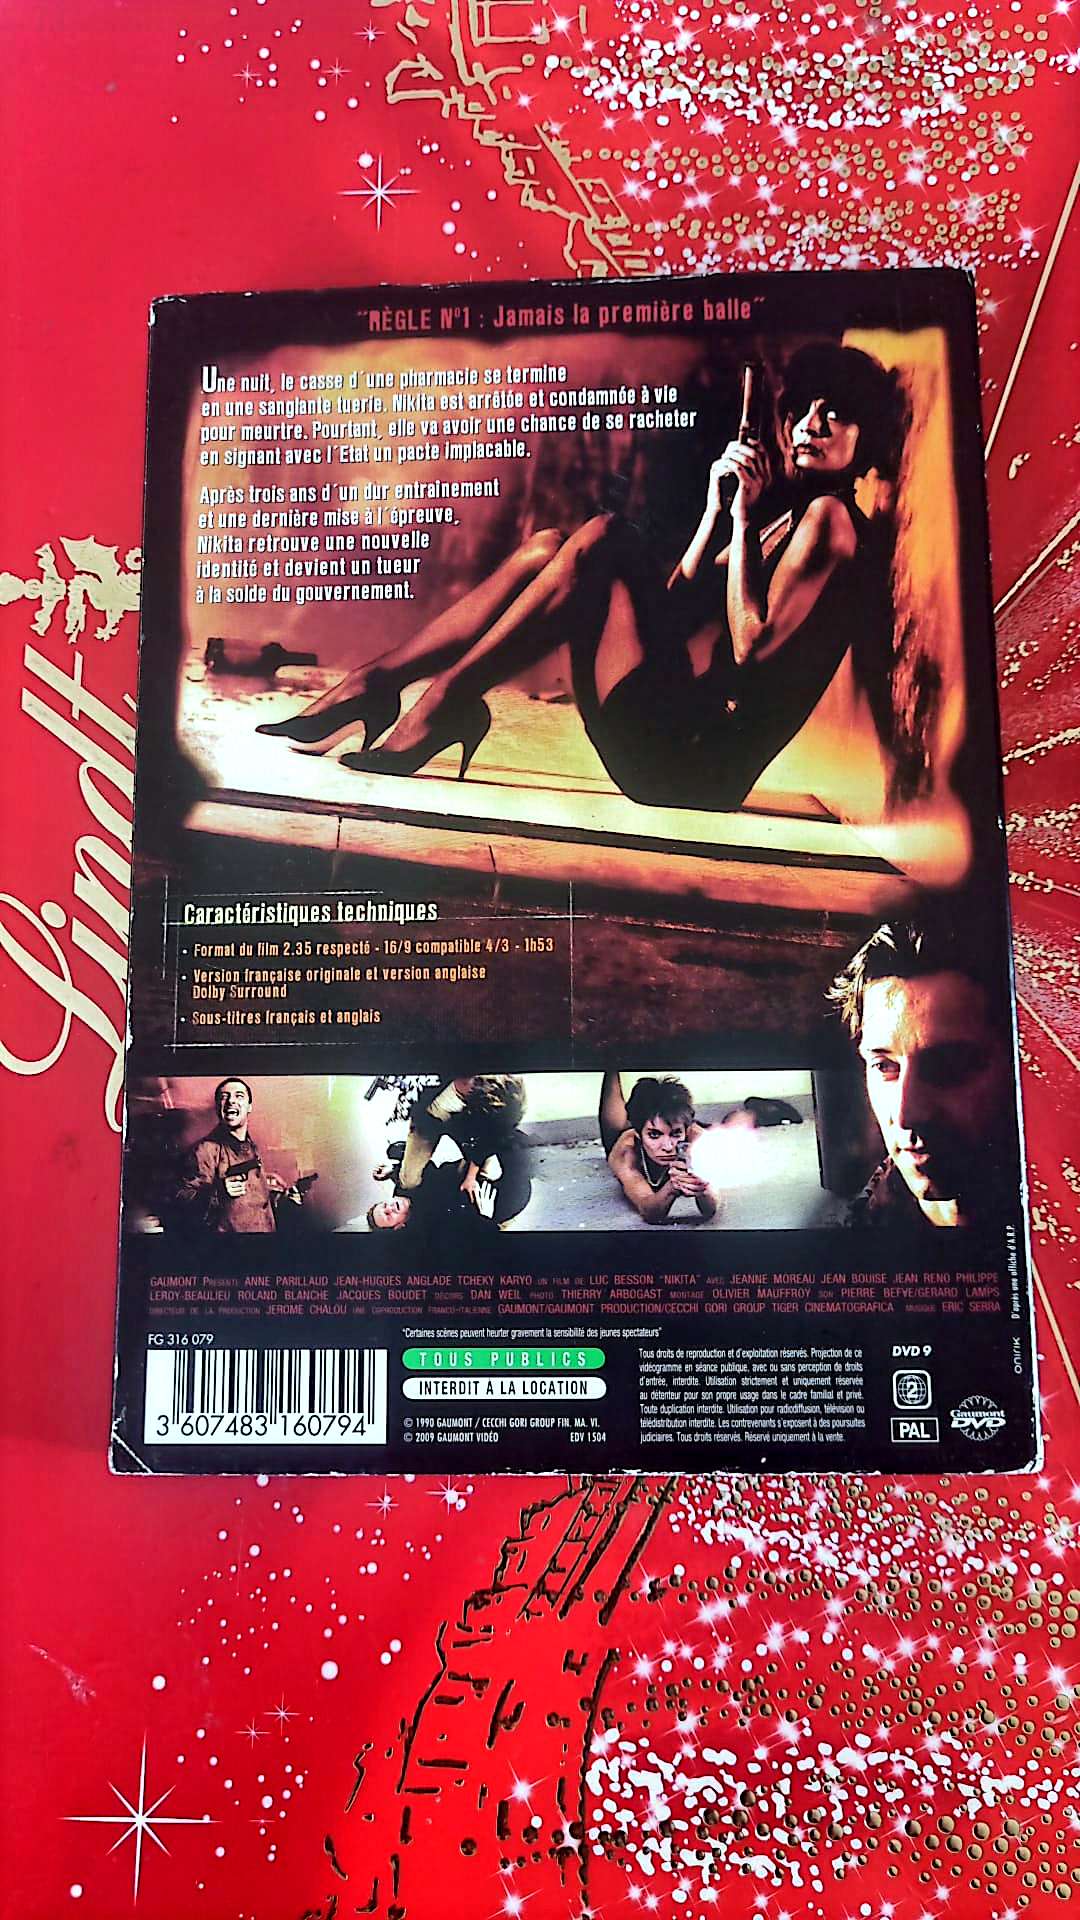 "RÈGLE N°1 : Jamais la première balle"
Une nuit, le casse d'une pharmacie se termine
en une sanglante tuerie. Nikita est arrêtée et condamnée à vie
pour meurtre. Pourtant, elle va avoir une chance de se racheter
en signant avec l'Etat un pacte implacable.
Après trois ans d'un dur entrainement
et une dernière mise à l'épreuve,
Nikita retrouve une nouvelle
identité et devient un tueur
à la solde du gouvernement.
Lindt
Caractéristiques techniques
• Format du film 2.35 respecté - 16/9 compatible 4/3 - 1h53
• Version française originale et version anglaise
Dolby Surround
• Sous-titres français et anglais
GAUMONT PRÉSENTE ANNE PARILLAUD JEAN-HUGUES ANGLADE TCHEKY KARYO UN FILM DE LUC BESSON "NIKITA" AVEC JEANNE MOREAU JEAN BOUISE JEAN RENO PHILIPPE
LEROY-BEAULIEU ROLAND BLANCHE JACQUES BOUDET DÉCORS DAN WEIL PHOTO THIERRY ARBOGAST MONTAGE OLIVIER MAUFFROY SON PIERRE BEFVE/GERARD LAMPS
DIRECTEUR DE LA PRODUCTION JEROME CHALOU UNE COPRODUCTION FRANCO-ITALIENNE GAUMONT/GAUMONT PRODUCTION/CECCHI GORI GROUP TIGER CINEMATOGRAFICA MUSIQUE ERIC SERRA
D'après une affiche d'A.R.P.
onirik
FG 316 079
3 607483 160794
"Certaines scènes peuvent heurter gravement la sensibilité des jeunes spectateurs"
TOUS PUBLICS
INTERDIT À LA LOCATION
© 1990 GAUMONT / CECCHI GORI GROUP FIN. MA. VI.
© 2009 GAUMONT VIDÉO EDV 1504
Tous droits de reproduction et d'exploitation réservés. Projection de ce
vidéogramme en séance publique, avec ou sans perception de droits
d'entrée, interdite. Utilisation strictement et uniquement réservée
au détenteur pour son propre usage dans le cadre familial et privé.
Toute duplication interdite. Utilisation pour radiodiffusion, télévision ou
télédistribution interdite. Les contrevenants s'exposent à des poursuites
judiciaires. Tous droits réservés. Réservé uniquement à la vente.
DVD 9
2
PAL
Gaumont
DVD